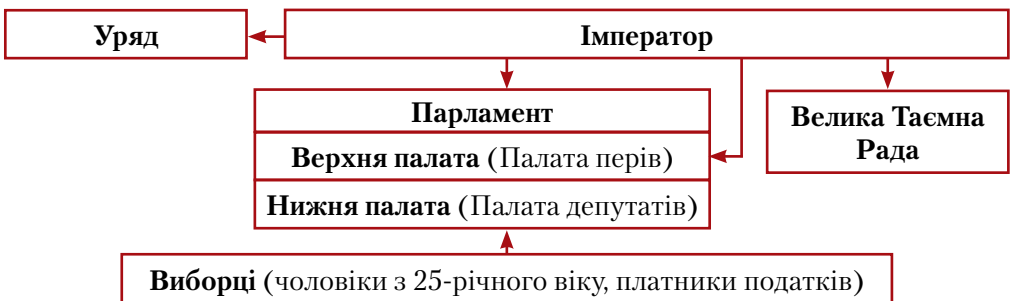 Уряд
Імператор
Парламент
Верхня палата (Палата перів)
Нижня палата (Палата депутатів)
Велика Таємна
Рада
Виборці (чоловіки з 25-річного віку, платники податків)